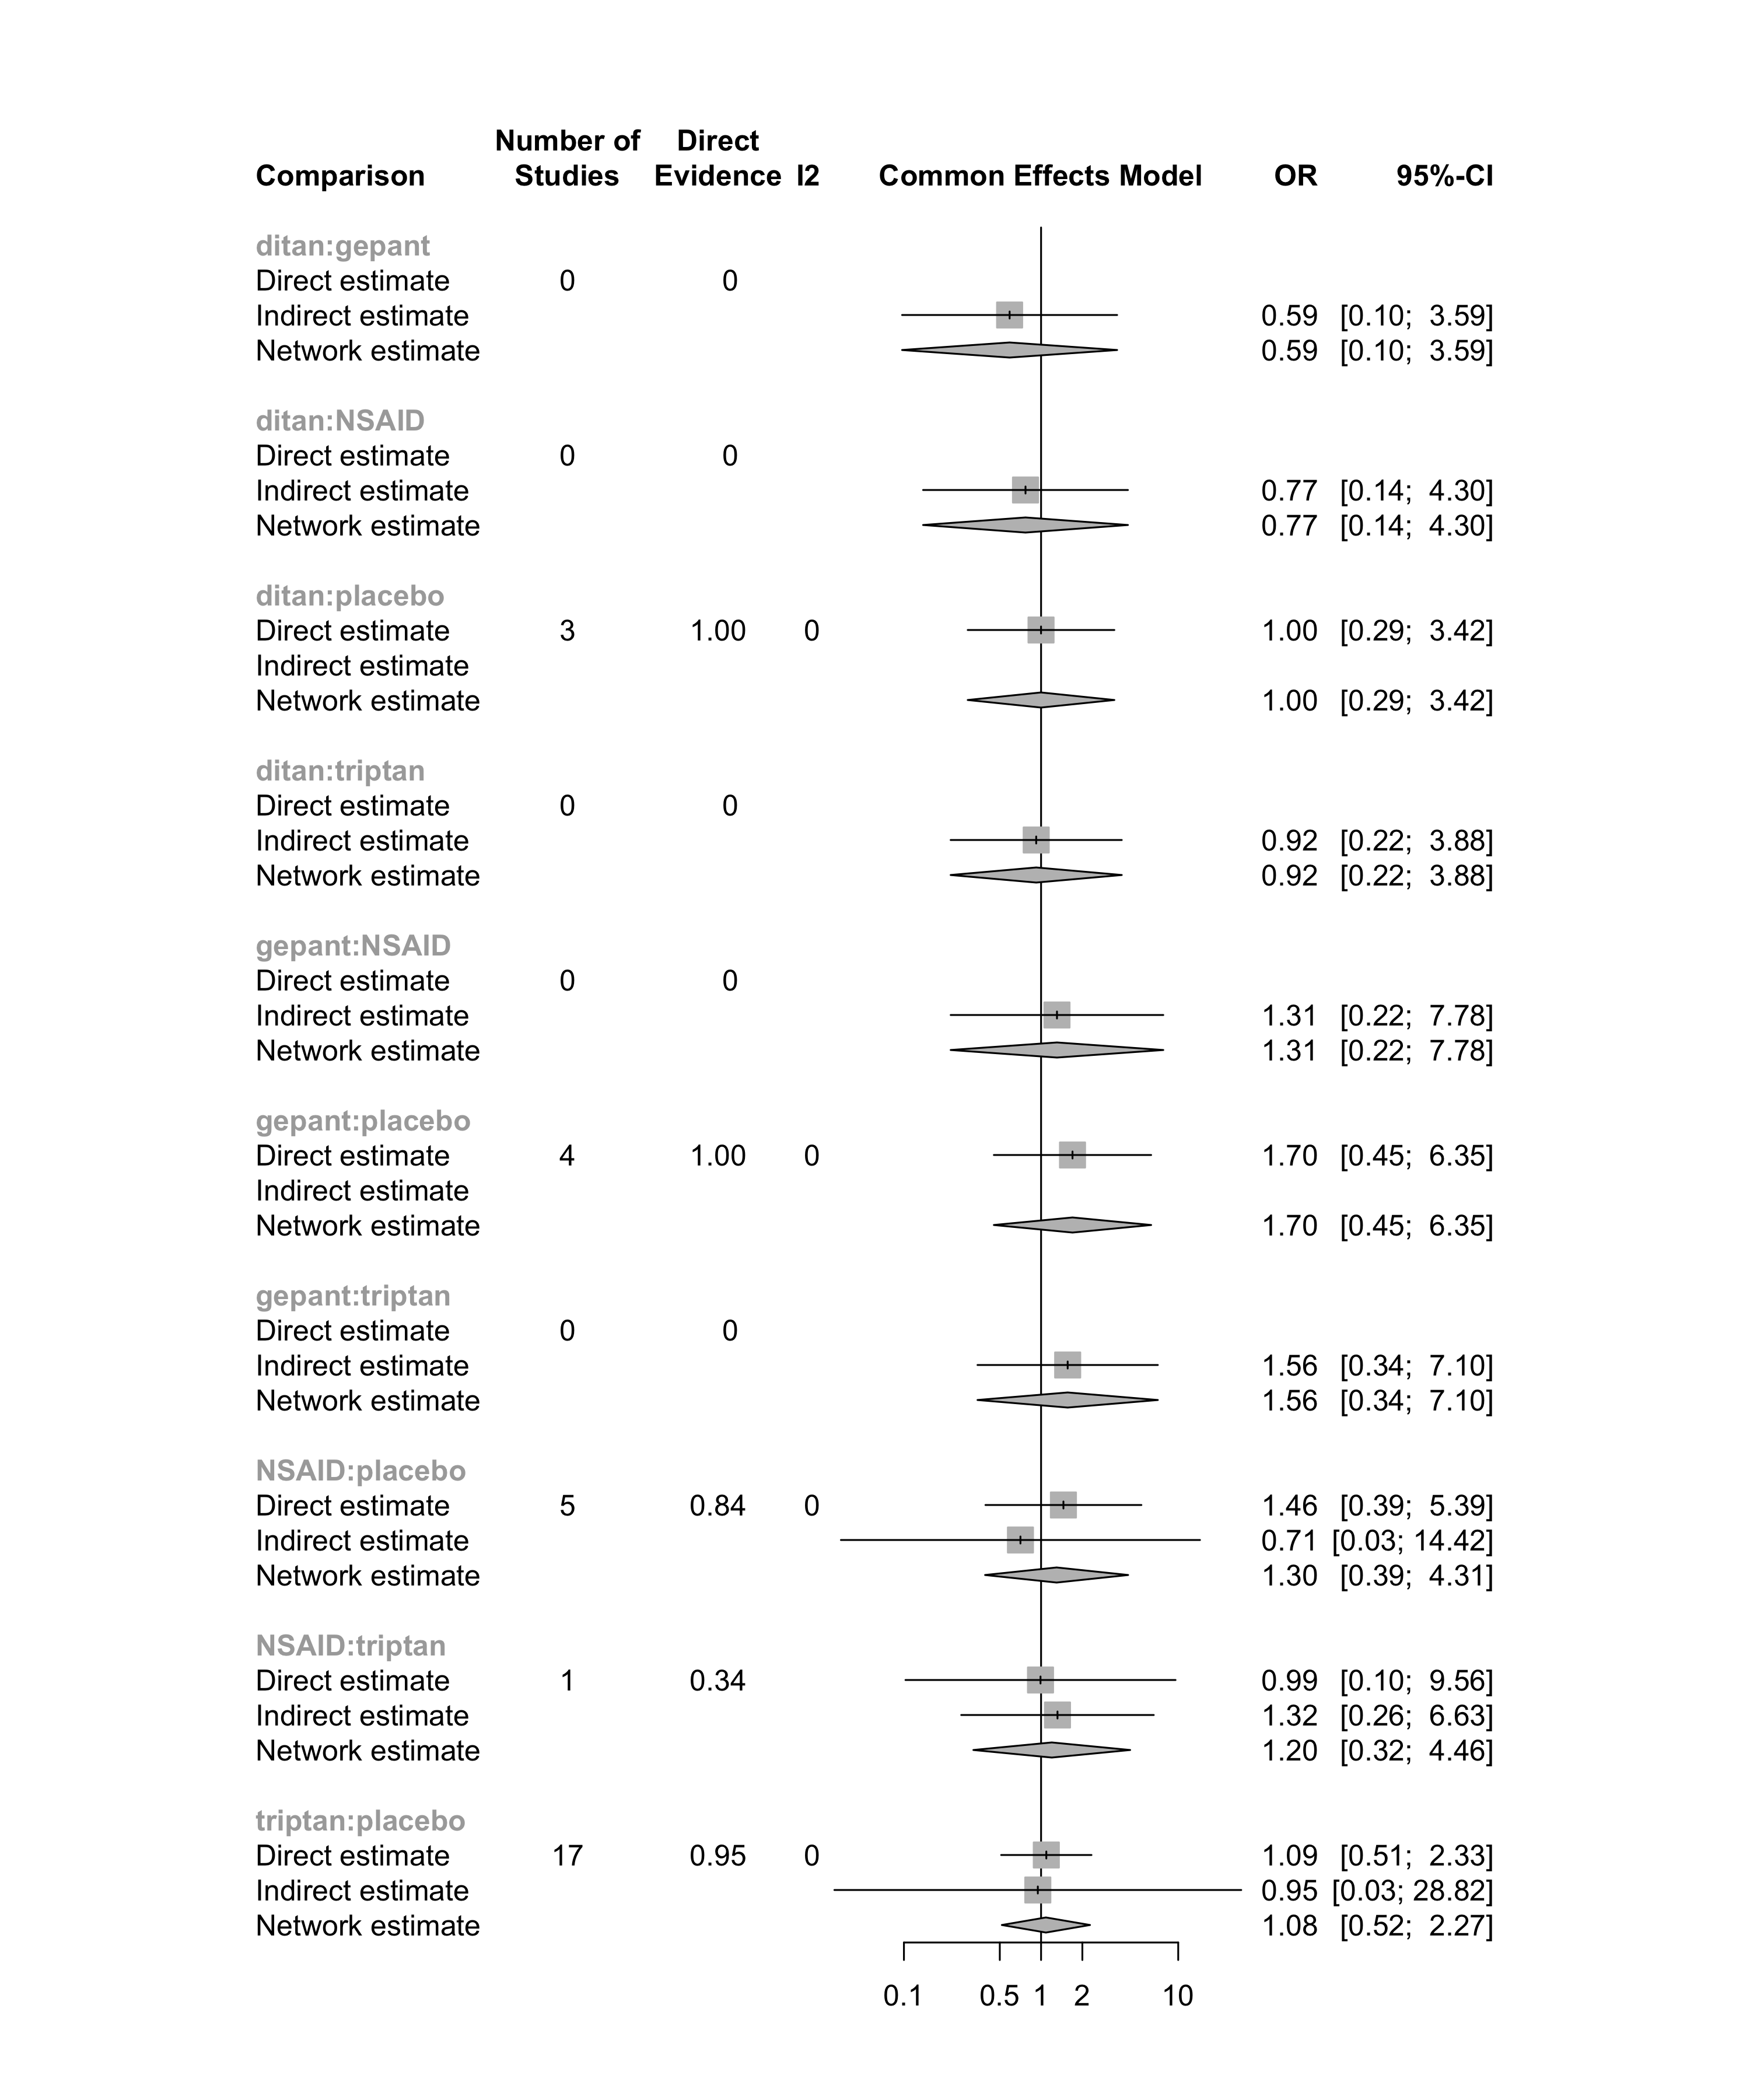 Number of Direct
Comparison Studies Evidence I2 Common Effects Model OR 95%-CI
ditan:gepant
Direct estimate 0 0
Indirect estimate 0.59 [0.10; 3.59]
Network estimate 0.59 [0.10; 3.59]
ditan:NSAID
Direct estimate 0 0
Indirect estimate 0.77 [0.14; 4.30]
Network estimate 0.77 [0.14; 4.30]
ditan:placebo
Direct estimate 3 1.00 0 1.00 [0.29; 3.42]
Indirect estimate
Network estimate 1.00 [0.29; 3.42]
ditan:triptan
Direct estimate 0 0
Indirect estimate 0.92 [0.22; 3.88]
Network estimate 0.92 [0.22; 3.88]
gepant:NSAID
Direct estimate 0 0
Indirect estimate 1.31 [0.22; 7.78]
Network estimate 1.31 [0.22; 7.78]
gepant:placebo
Direct estimate 4 1.00 0 1.70 [0.45; 6.35]
Indirect estimate
Network estimate 1.70 [0.45; 6.35]
gepant:triptan
Direct estimate 0 0
Indirect estimate 1.56 [0.34; 7.10]
Network estimate 1.56 [0.34; 7.10]
NSAID:placebo
Direct estimate 5 0.84 0 1.46 [0.39; 5.39]
Indirect estimate 0.71 [0.03; 14.42]
Network estimate 1.30 [0.39; 4.31]
NSAID:triptan
Direct estimate 1 0.34 0.99 [0.10; 9.56]
Indirect estimate 1.32 [0.26; 6.63]
Network estimate 1.20 [0.32; 4.46]
triptan:placebo
Direct estimate 17 0.95 0 1.09 [0.51; 2.33]
Indirect estimate 0.95 [0.03; 28.82]
Network estimate 1.08 [0.52; 2.27]
0.1 0.5 1 2 10